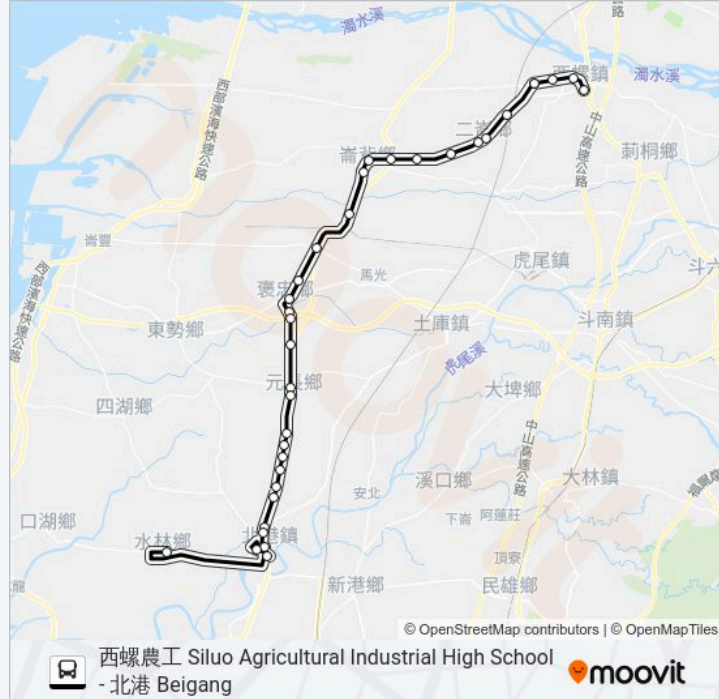 濁水溪
公路
西螺鎮
濁水溪
西部濱海快速公路
二崙鄉
中山高速公路
莿桐鄉
崙背鄉
崙豐
虎尾鎮
斗六
馬光
褒忠鄉
西部濱海快速公路
東勢鄉
土庫鎮
斗南鎮
虎尾溪
元長鄉
大埤鄉
四湖鄉
中山高速公路
溪口鄉
大林鎮
安北
口湖鄉
下崙
阿蓮莊
水林鄉
北港鎮
頂寮
新港鄉
民雄鄉
© OpenStreetMap contributors | © OpenMapTiles
西螺農工 Siluo Agricultural Industrial High School
- 北港 Beigang
moovit